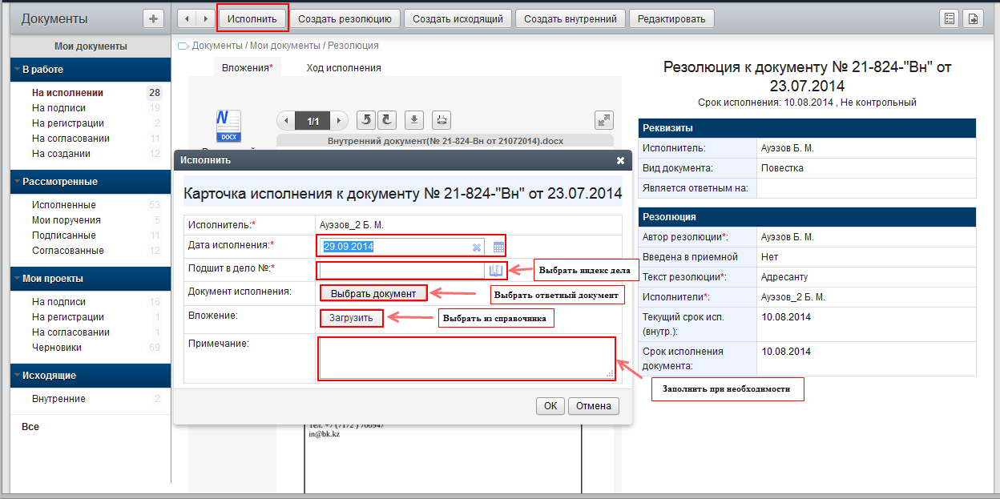 Документы
+
Исполнить
Создать резолюцию
Создать исходящий
Создать внутренний
Редактировать
Мои документы
В работе
На исполнении 28
На подписи 19
На регистрации 2
На согласовании 11
На создании 12
Рассмотренные
Исполненные 53
Мои поручения 5
Подписанные 11
Согласованные 12
Мои проекты
На подписи 16
На регистрации 1
На согласовании 1
Черновики 69
Исходящие
Внутренние 2
Все
Документы / Мои документы / Резолюция
Вложения*
Ход исполнения
W
DOCX
1/1
Внутренний документ(№ 21-824-Вн от 21072014).docx
Исполнить
Карточка исполнения к документу № 21-824-"Вн" от 23.07.2014
Исполнитель:* Ауэзов_2 Б. М.
Дата исполнения:* 29.09.2014
Подшит в дело №:*
Выбрать индекс дела
Документ исполнения: Выбрать документ
Выбрать ответный документ
Вложение: Загрузить
Выбрать из справочника
Примечание:
Заполнить при необходимости
ОК
Отмена
in@bk.kz
Резолюция к документу № 21-824-"Вн" от
23.07.2014
Срок исполнения: 10.08.2014 , Не контрольный
Реквизиты
Исполнитель: Ауэзов Б. М.
Вид документа: Повестка
Является ответным на:
Резолюция
Автор резолюции*: Ауэзов Б. М.
Введена в приемной Нет
Текст резолюции*: Адресанту
Исполнители*: Ауэзов_2 Б. М.
Текущий срок исп. 10.08.2014
(внутр.):
Срок исполнения 10.08.2014
документа: